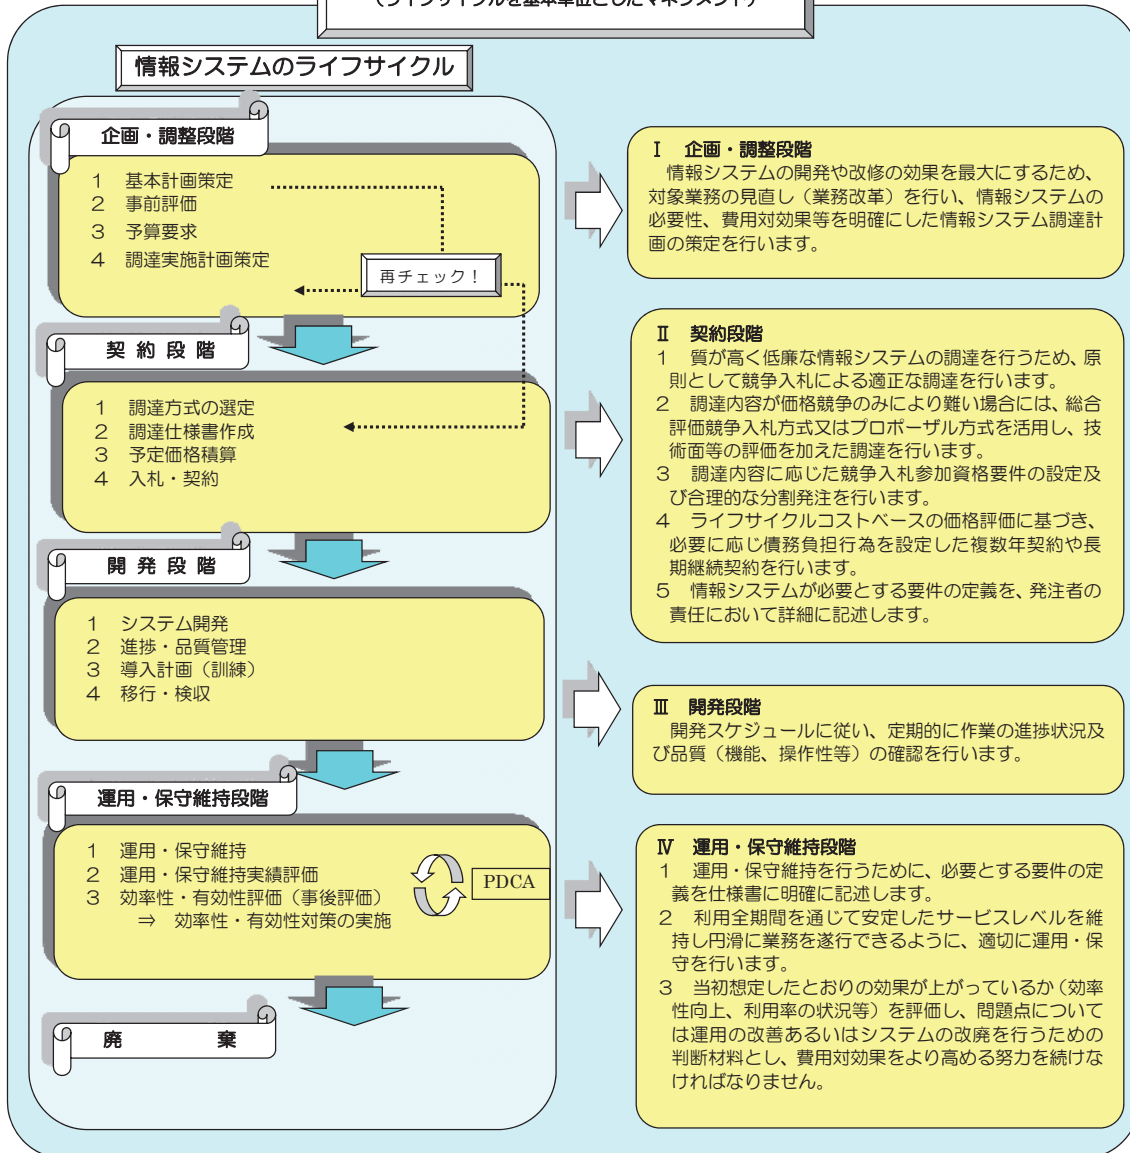 （ライフサイクルを基本単位としたマネジメント）
情報システムのライフサイクル
企画・調整段階
1　基本計画策定
2　事前評価
3　予算要求
4　調達実施計画策定
再チェック！
契 約 段 階
1　調達方式の選定
2　調達仕様書作成
3　予定価格積算
4　入札・契約
開 発 段 階
1　システム開発
2　進捗・品質管理
3　導入計画（訓練）
4　移行・検収
運用・保守維持段階
1　運用・保守維持
2　運用・保守維持実績評価
3　効率性・有効性評価（事後評価）
⇒　効率性・有効性対策の実施
PDCA
廃　　　　棄
Ⅰ　企画・調整段階
情報システムの開発や改修の効果を最大にするため、
対象業務の見直し（業務改革）を行い、情報システムの
必要性、費用対効果等を明確にした情報システム調達計
画の策定を行います。
Ⅱ　契約段階
1　質が高く低廉な情報システムの調達を行うため、原
則として競争入札による適正な調達を行います。
2　調達内容が価格競争のみにより難い場合には、総合
評価競争入札方式又はプロポーザル方式を活用し、技
術面等の評価を加えた調達を行います。
3　調達内容に応じた競争入札参加資格要件の設定及
び合理的な分割発注を行います。
4　ライフサイクルコストベースの価格評価に基づき、
必要に応じ債務負担行為を設定した複数年契約や長
期継続契約を行います。
5　情報システムが必要とする要件の定義を、発注者の
責任において詳細に記述します。
Ⅲ　開発段階
開発スケジュールに従い、定期的に作業の進捗状況及
び品質（機能、操作性等）の確認を行います。
Ⅳ　運用・保守維持段階
1　運用・保守維持を行うために、必要とする要件の定
義を仕様書に明確に記述します。
2　利用全期間を通じて安定したサービスレベルを維
持し円滑に業務を遂行できるように、適切に運用・保
守を行います。
3　当初想定したとおりの効果が上がっているか（効率
性向上、利用率の状況等）を評価し、問題点について
は運用の改善あるいはシステムの改廃を行うための
判断材料とし、費用対効果をより高める努力を続けな
ければなりません。